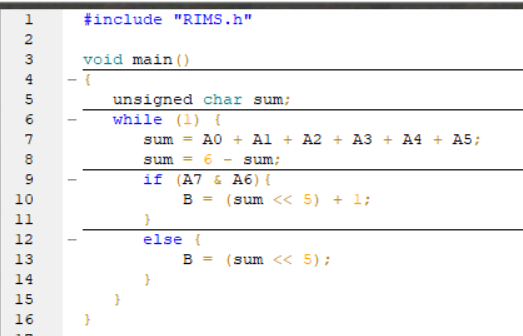 1 #include "RIMS.h"
2
3 void main()
4 {
5 unsigned char sum;
6 while (1) {
7 sum = A0 + A1 + A2 + A3 + A4 + A5;
8 sum = 6 - sum;
9 if (A7 & A6){
10 B = (sum << 5) + 1;
11 }
12 else {
13 B = (sum << 5);
14 }
15 }
16 }